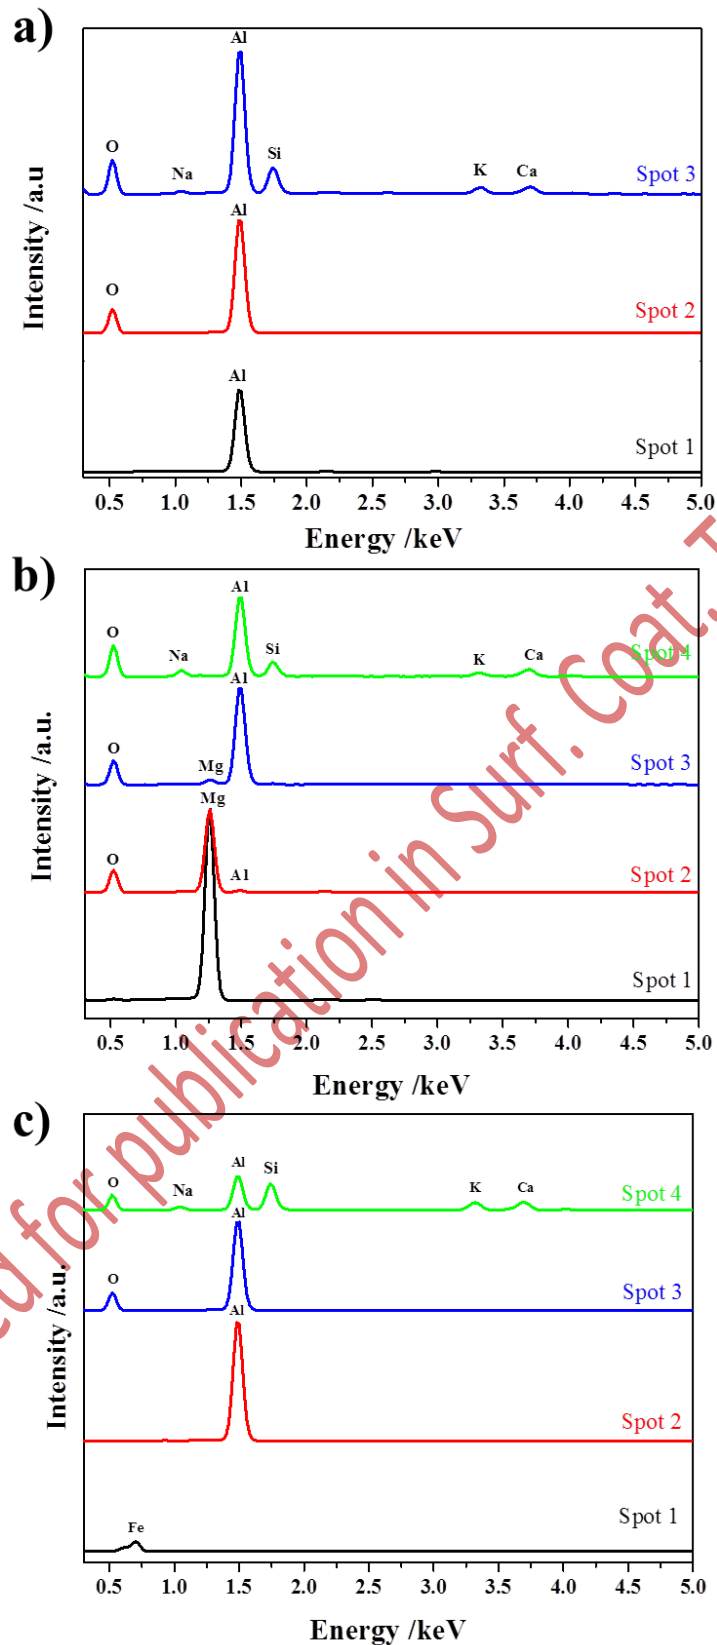 a)
Al
O
Na
Si
K
Ca
Spot 3
Al
O
Spot 2
Al
Spot 1
Intensity /a.u
0.5 1.0 1.5 2.0 2.5 3.0 3.5 4.0 4.5 5.0
Energy /keV
b)
Al
O
Na
Si
K
Ca
Spot 4
Al
O
Mg
Spot 3
Mg
O
Al
Spot 2
Spot 1
Intensity /a.u.
0.5 1.0 1.5 2.0 2.5 3.0 3.5 4.0 4.5 5.0
Energy /keV
c)
O
Na
Al
Si
K
Ca
Spot 4
Al
O
Spot 3
Al
Spot 2
Fe
Spot 1
Intensity /a.u.
0.5 1.0 1.5 2.0 2.5 3.0 3.5 4.0 4.5 5.0
Energy /keV
for publication in Surf. Coat.